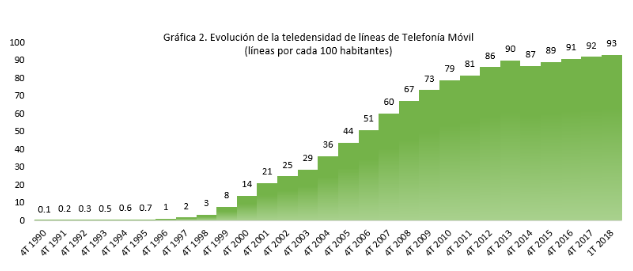 Gráfica 2. Evolución de la teledensidad de líneas de Telefonía Móvil
(líneas por cada 100 habitantes)
100
90
80
70
60
50
40
30
20
10
0
0.1 0.2 0.3 0.5 0.6 0.7 1 2 3 8 14 21 25 29 36 44 51 60 67 73 79 81 86 90 87 89 91 92 93
4T 1990 4T 1991 4T 1992 4T 1993 4T 1994 4T 1995 4T 1996 4T 1997 4T 1998 4T 1999 4T 2000 4T 2001 4T 2002 4T 2003 4T 2004 4T 2005 4T 2006 4T 2007 4T 2008 4T 2009 4T 2010 4T 2011 4T 2012 4T 2013 4T 2014 4T 2015 4T 2016 4T 2017 1T 2018